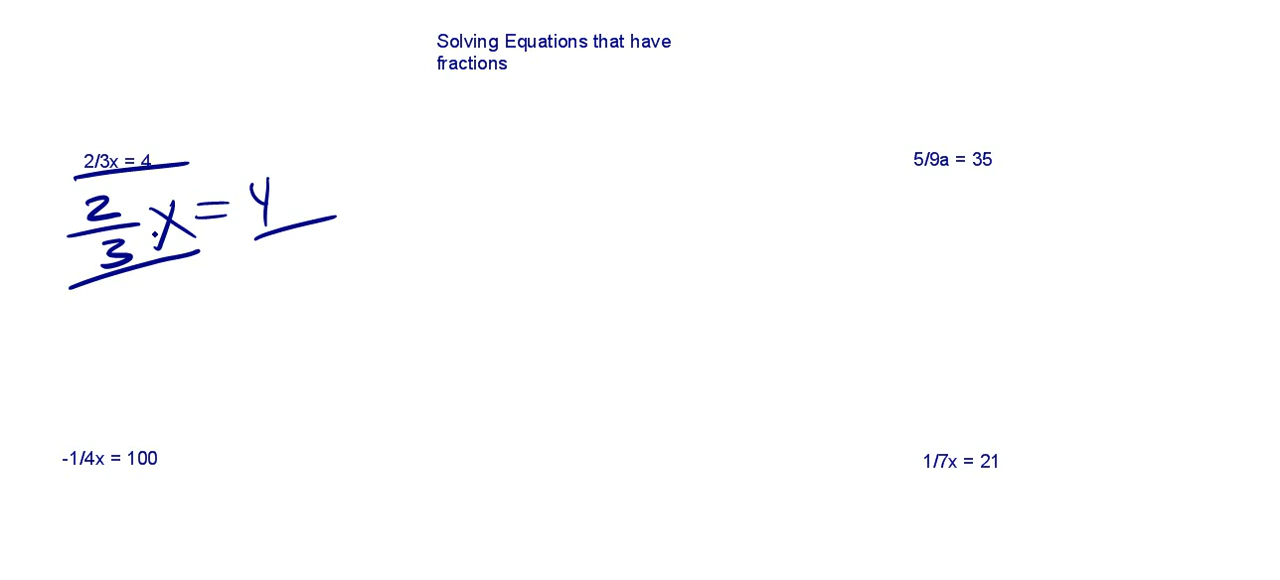 Solving Equations that have
fractions
2/3x = 4
5/9a = 35
2/3 · x = 4
-1/4x = 100
1/7x = 21